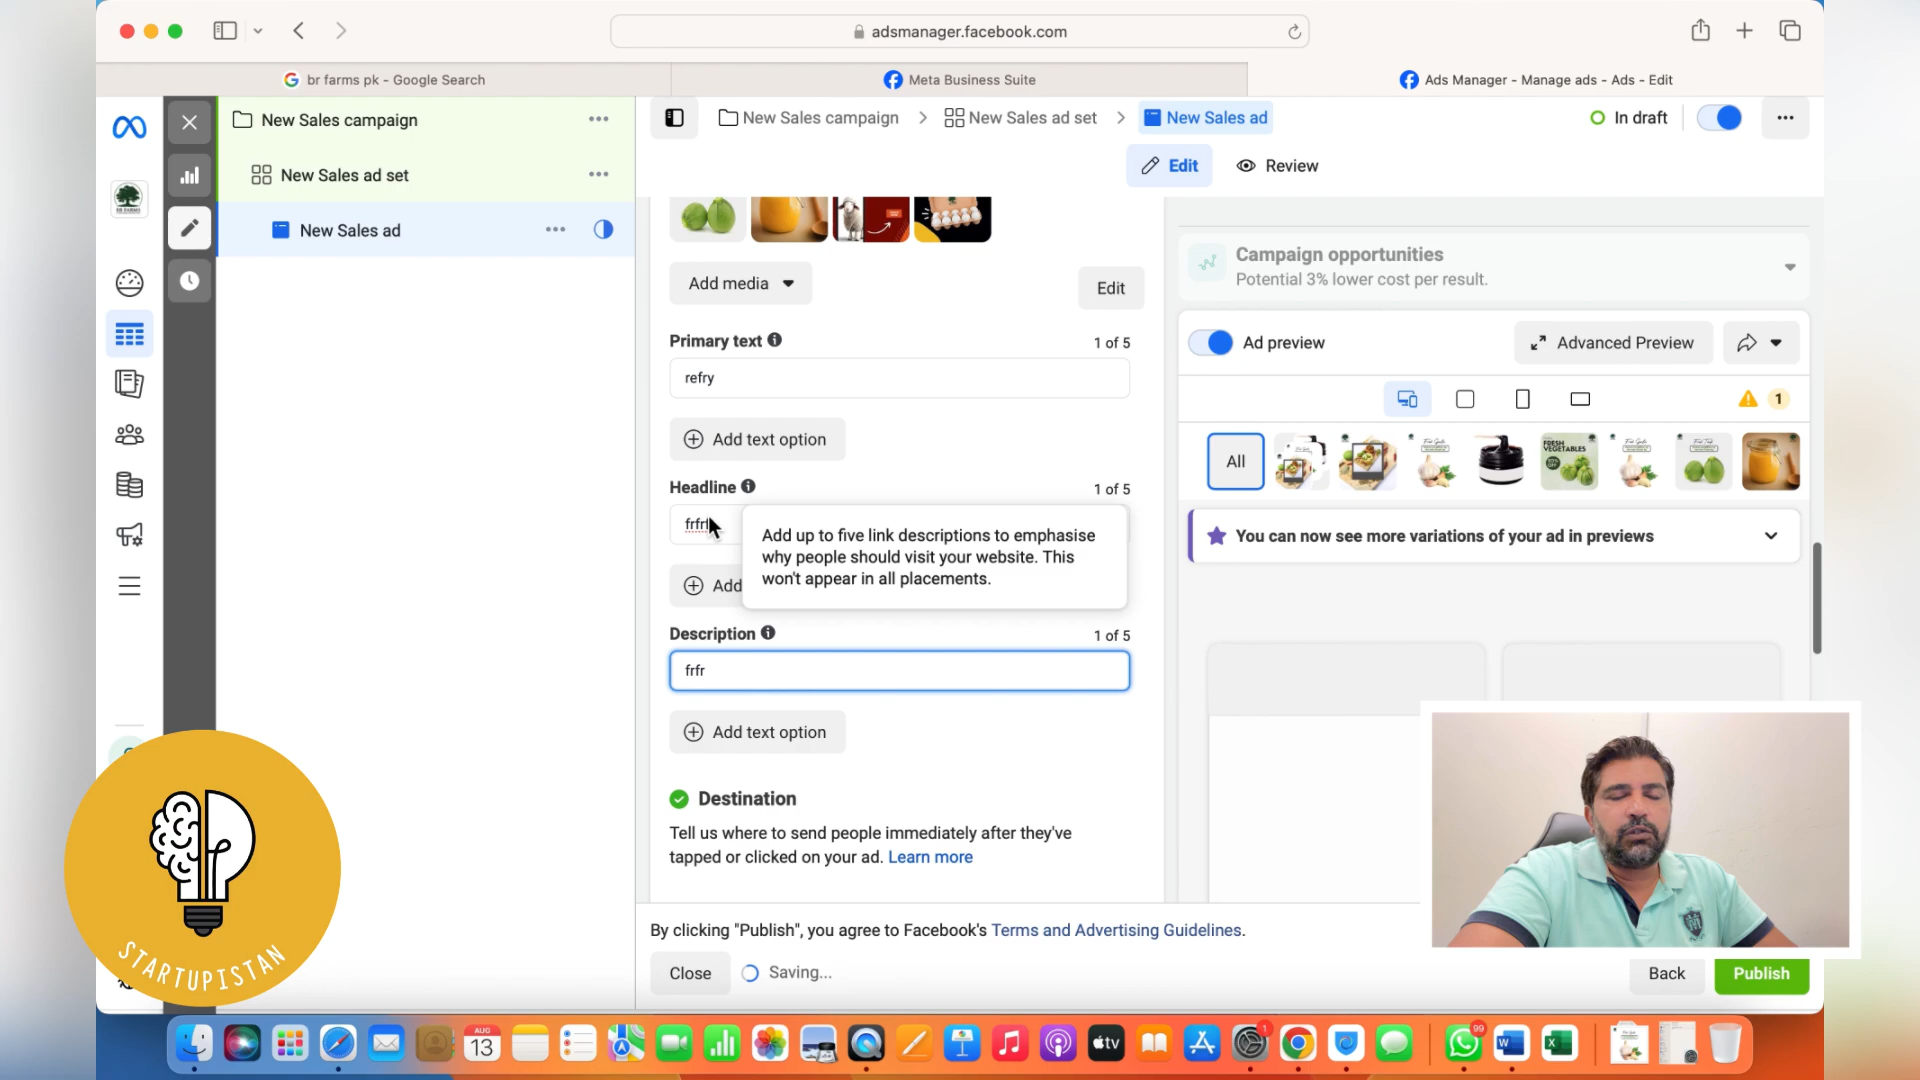 adsmanager.facebook.com
br farms pk - Google Search
Meta Business Suite
Ads Manager - Manage ads - Ads - Edit
New Sales campaign
New Sales ad set
New Sales ad
New Sales campaign
New Sales ad set
New Sales ad
In draft
Edit
Review
Add media
Edit
Primary text
1 of 5
refry
Add text option
Headline
1 of 5
Add up to five link descriptions to emphasise
why people should visit your website. This
won't appear in all placements.
Add
Description
1 of 5
frfr
Add text option
Destination
Tell us where to send people immediately after they've
tapped or clicked on your ad. Learn more
Campaign opportunities
Potential 3% lower cost per result.
Ad preview
Advanced Preview
1
All
FRESH
VEGETABLES
You can now see more variations of your ad in previews
By clicking "Publish", you agree to Facebook's Terms and Advertising Guidelines.
Close
Saving...
Back
Publish
STARTUPISTAN
AUG
13
tv
1
99
W
X